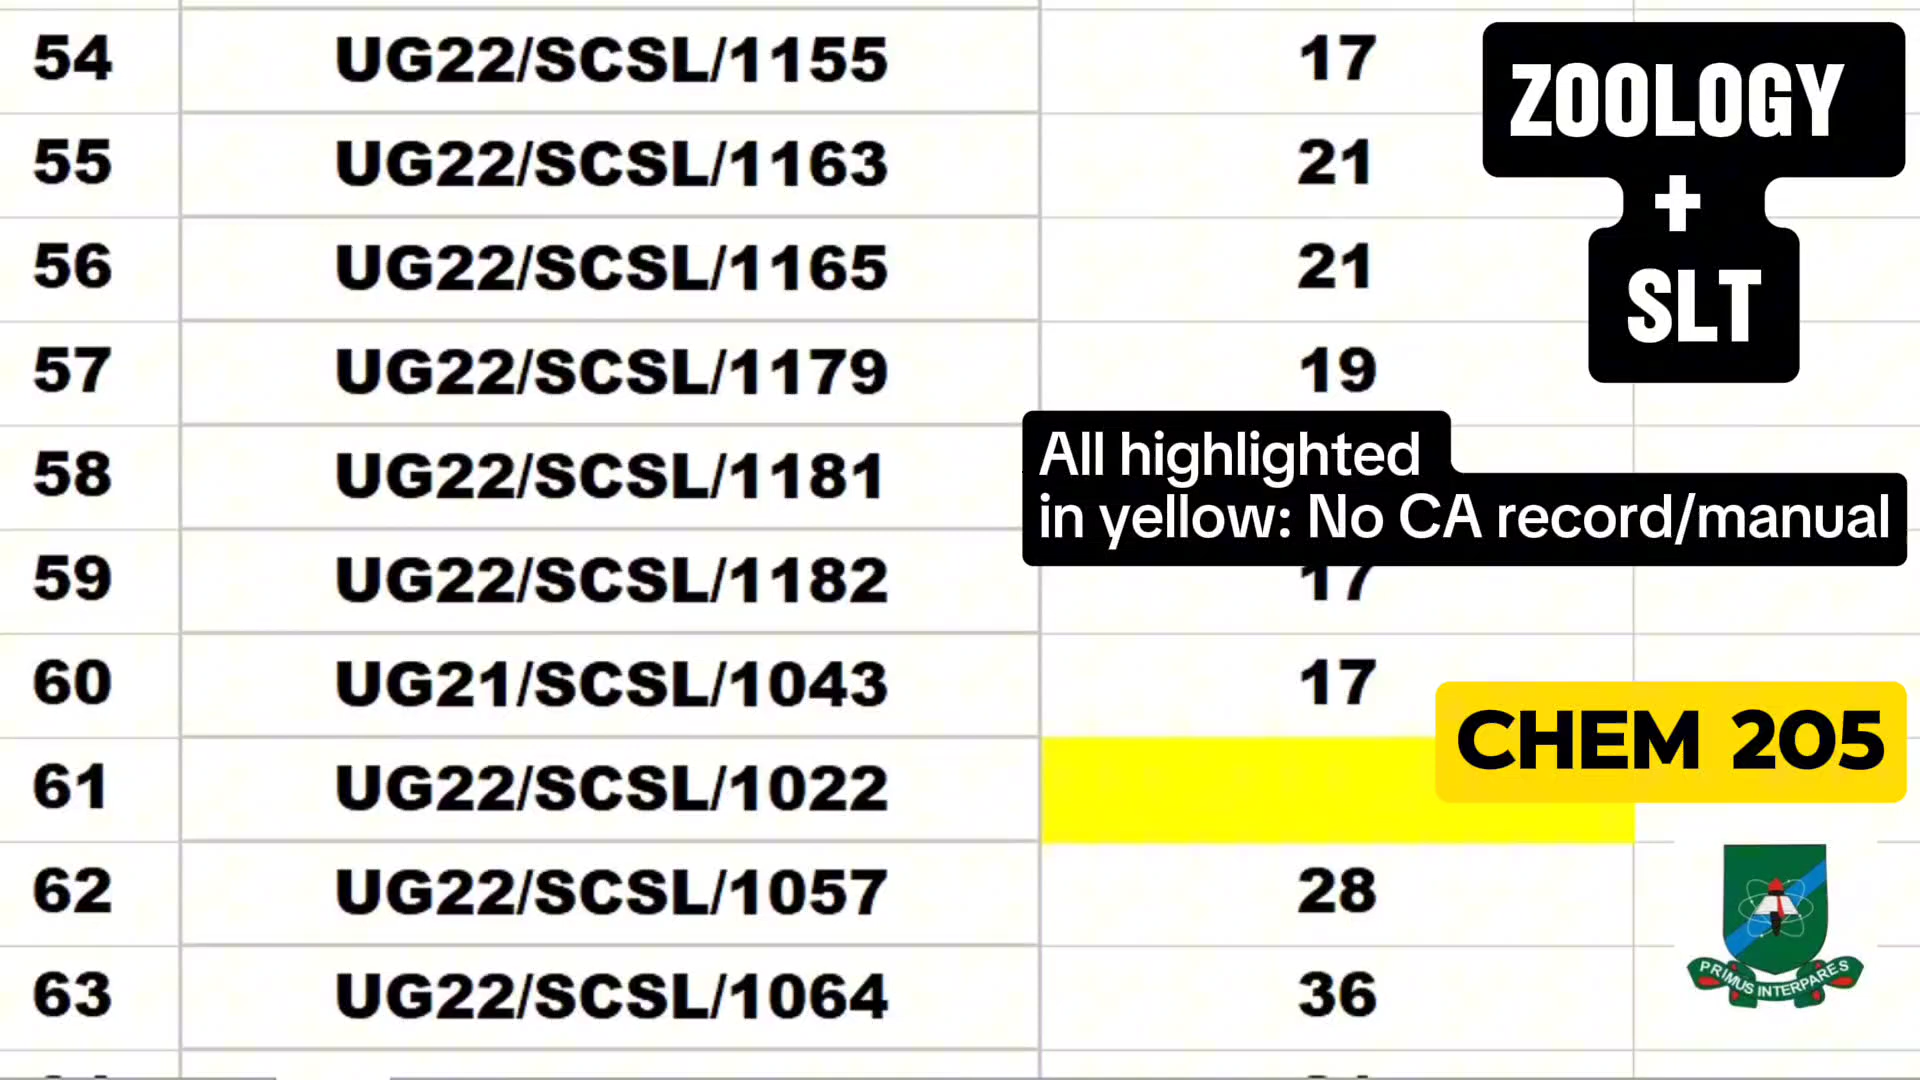 54 UG22/SCSL/1155 17
ZOOLOGY
+
SLT
55 UG22/SCSL/1163 21
56 UG22/SCSL/1165 21
57 UG22/SCSL/1179 19
All highlighted
in yellow: No CA record/manual
58 UG22/SCSL/1181
59 UG22/SCSL/1182 17
60 UG21/SCSL/1043 17
CHEM 205
61 UG22/SCSL/1022
62 UG22/SCSL/1057 28
63 UG22/SCSL/1064 36
PRIMUS INTERPARES